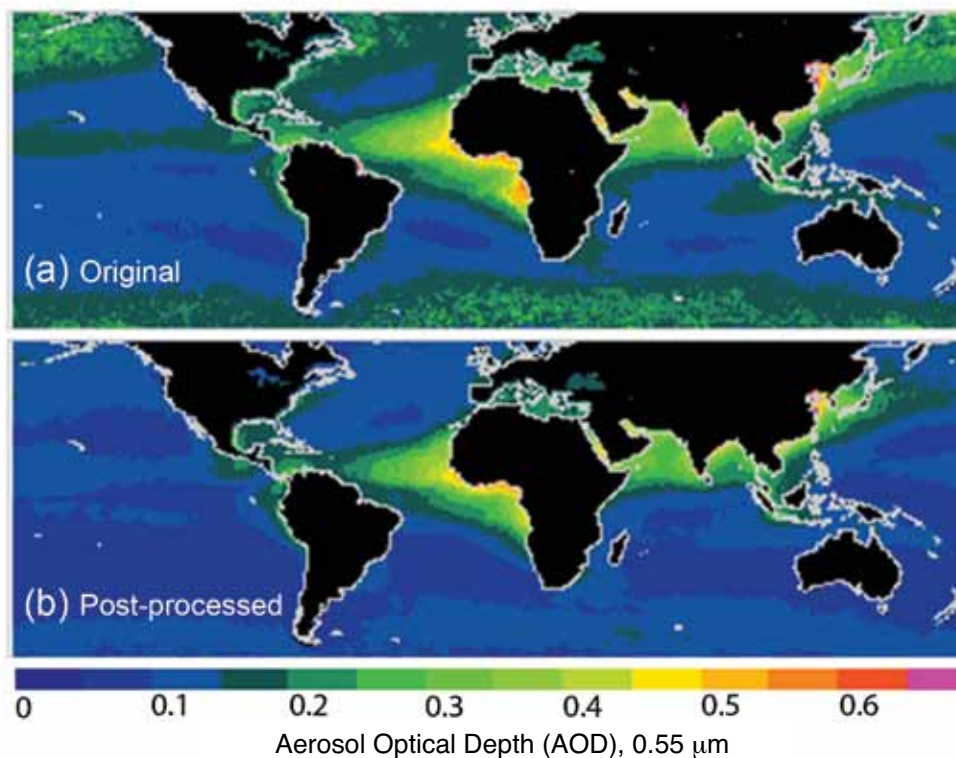 (a) Original
(b) Post-processed
0 0.1 0.2 0.3 0.4 0.5 0.6
Aerosol Optical Depth (AOD), 0.55 μm